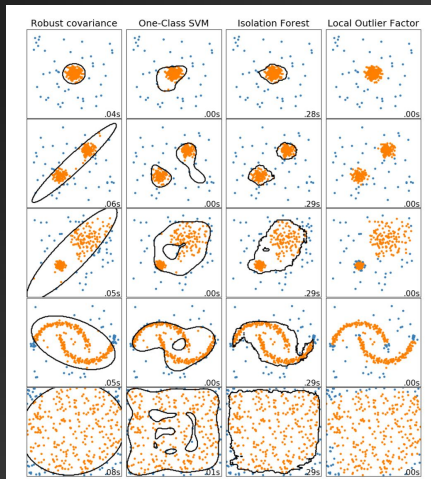 Robust covariance One-Class SVM Isolation Forest Local Outlier Factor
.04s .00s .28s .00s
.06s .00s .29s .00s
.05s .00s .29s .00s
.05s .00s .29s .00s
.08s .01s .29s .00s